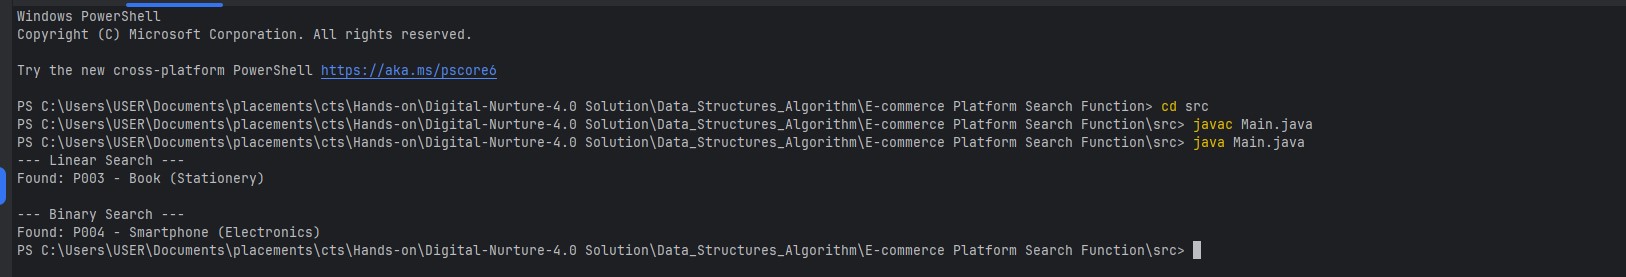 Windows PowerShell
Copyright (C) Microsoft Corporation. All rights reserved.
Try the new cross-platform PowerShell https://aka.ms/pscore6
PS C:\Users\USER\Documents\placements\cts\Hands-on\Digital-Nurture-4.0 Solution\Data_Structures_Algorithm\E-commerce Platform Search Function> cd src
PS C:\Users\USER\Documents\placements\cts\Hands-on\Digital-Nurture-4.0 Solution\Data_Structures_Algorithm\E-commerce Platform Search Function\src> javac Main.java
PS C:\Users\USER\Documents\placements\cts\Hands-on\Digital-Nurture-4.0 Solution\Data_Structures_Algorithm\E-commerce Platform Search Function\src> java Main.java
--- Linear Search ---
Found: P003 - Book (Stationery)
--- Binary Search ---
Found: P004 - Smartphone (Electronics)
PS C:\Users\USER\Documents\placements\cts\Hands-on\Digital-Nurture-4.0 Solution\Data_Structures_Algorithm\E-commerce Platform Search Function\src>